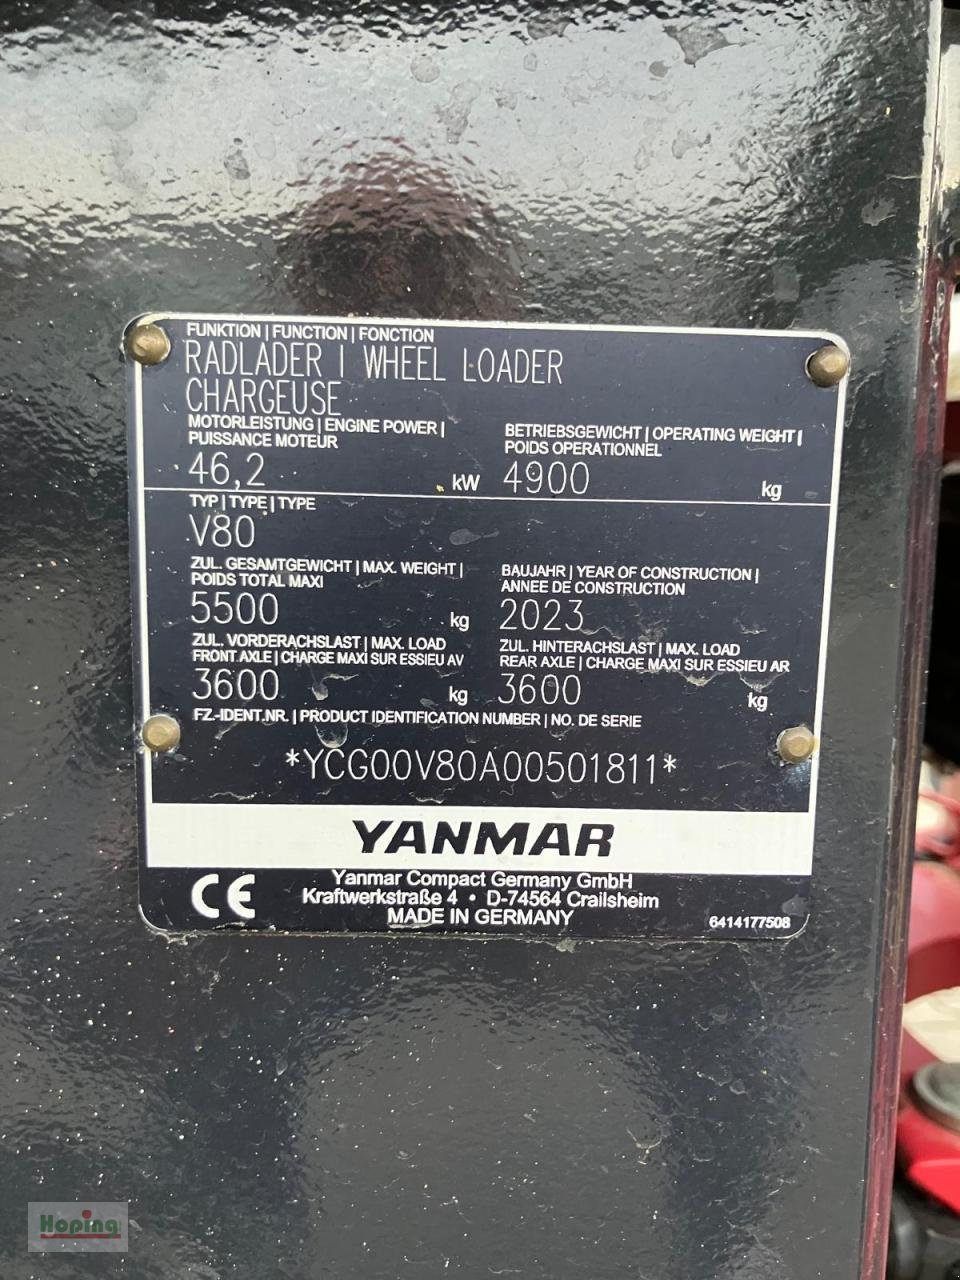 FUNKTION | FUNCTION | FONCTION
RADLADER | WHEEL LOADER
CHARGEUSE
MOTORLEISTUNG | ENGINE POWER |
PUISSANCE MOTEUR
46,2 kW
BETRIEBSGEWICHT | OPERATING WEIGHT |
POIDS OPERATIONNEL
4900 kg
TYP | TYPE | TYPE
V80
ZUL. GESAMTGEWICHT | MAX. WEIGHT |
POIDS TOTAL MAXI
5500 kg
BAUJAHR | YEAR OF CONSTRUCTION |
ANNEE DE CONSTRUCTION
2023
ZUL. VORDERACHSLAST | MAX. LOAD
FRONT AXLE | CHARGE MAXI SUR ESSIEU AV
3600 kg
ZUL. HINTERACHSLAST | MAX. LOAD
REAR AXLE | CHARGE MAXI SUR ESSIEU AR
3600 kg
FZ-IDENT.NR. | PRODUCT IDENTIFICATION NUMBER | NO. DE SERIE
*YCG00V80A00501811*
YANMAR
CE
Yanmar Compact Germany GmbH
Kraftwerkstraße 4 • D-74564 Crailsheim
MADE IN GERMANY
6414177508
Hoping